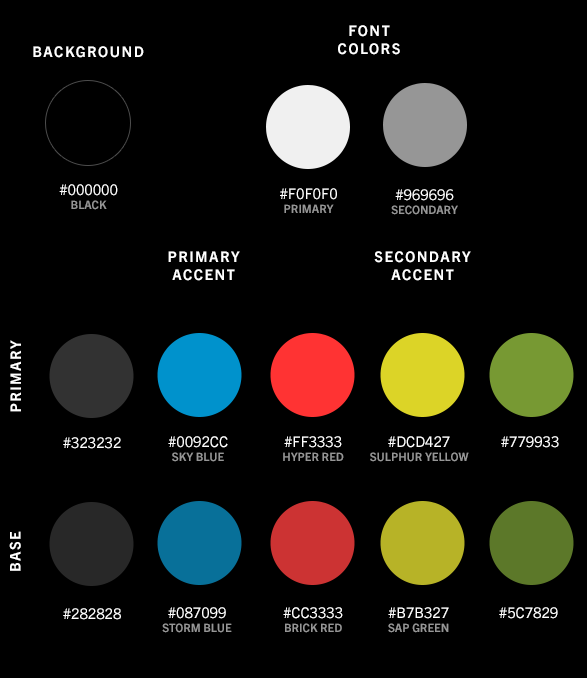 BACKGROUND
FONT
COLORS
#000000
BLACK
#F0F0F0
PRIMARY
#969696
SECONDARY
PRIMARY
ACCENT
SECONDARY
ACCENT
PRIMARY
#323232
#0092CC
SKY BLUE
#FF3333
HYPER RED
#DCD427
SULPHUR YELLOW
#779933
BASE
#282828
#087099
STORM BLUE
#CC3333
BRICK RED
#B7B327
SAP GREEN
#5C7829